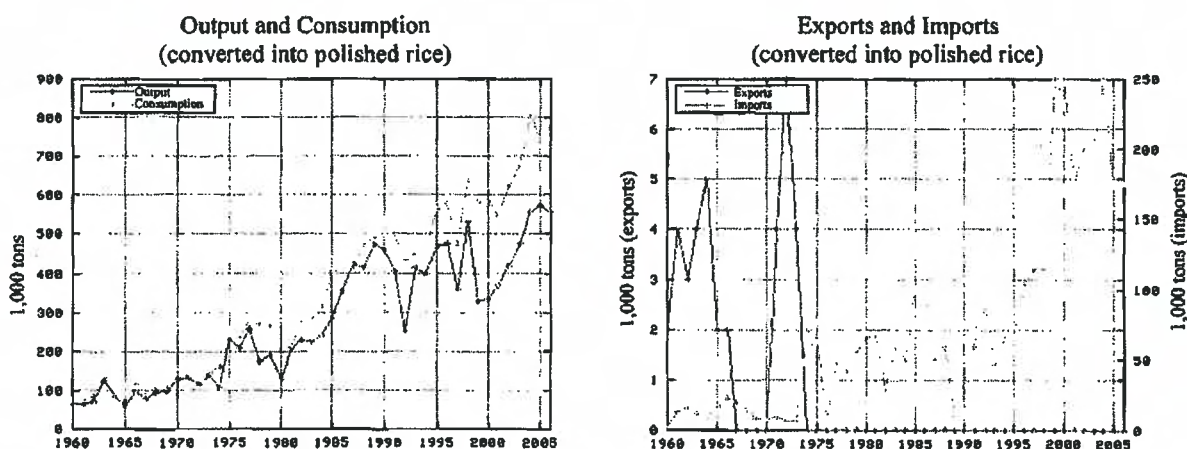 Output and Consumption
(converted into polished rice)
900
800
700
600
500
400
300
200
100
0
1,000 tons
Output
Consumption
1960 1965 1970 1975 1980 1985 1990 1995 2000 2005
Exports and Imports
(converted into polished rice)
7
6
5
4
3
2
1
0
1,000 tons (exports)
Exports
Imports
250
200
150
100
50
0
1,000 tons (imports)
1960 1965 1970 1975 1980 1985 1990 1995 2000 2005